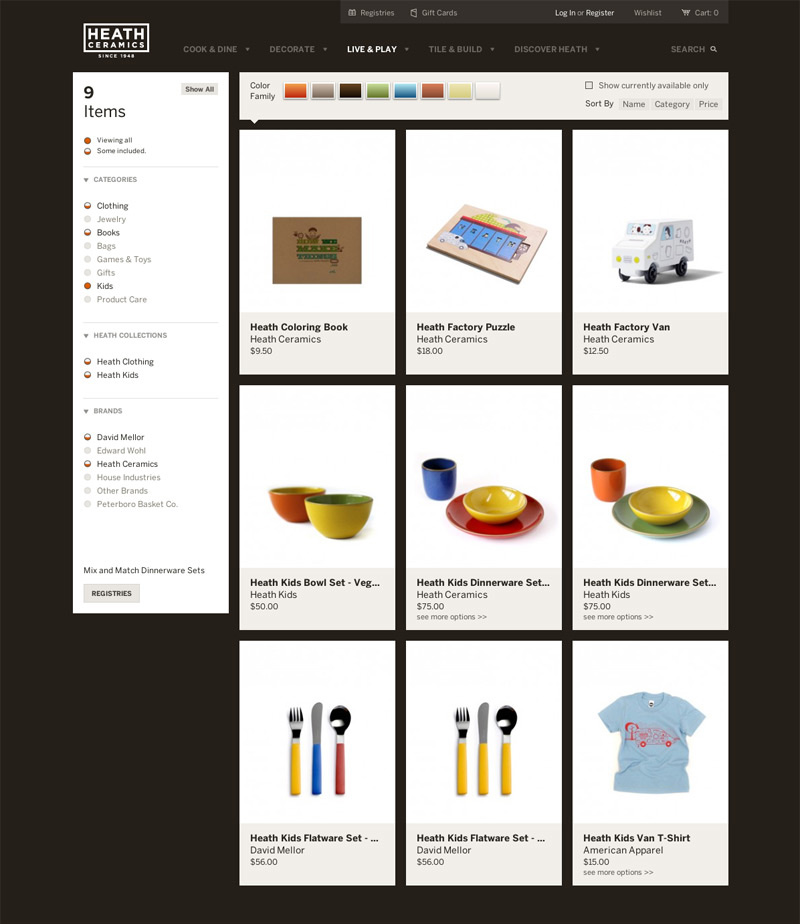 Registries
Gift Cards
Log In or Register
Wishlist
Cart: 0
HEATH
CERAMICS
SINCE 1948
COOK & DINE
DECORATE
LIVE & PLAY
TILE & BUILD
DISCOVER HEATH
SEARCH
9
Items
Show All
Viewing all
Some included.
CATEGORIES
Clothing
Jewelry
Books
Bags
Games & Toys
Gifts
Kids
Product Care
HEATH COLLECTIONS
Heath Clothing
Heath Kids
BRANDS
David Mellor
Edward Wohl
Heath Ceramics
House Industries
Other Brands
Peterboro Basket Co.
Mix and Match Dinnerware Sets
REGISTRIES
Color
Family
Show currently available only
Sort By Name Category Price
Heath Coloring Book
Heath Ceramics
$9.50
Heath Factory Puzzle
Heath Ceramics
$18.00
Heath Factory Van
Heath Ceramics
$12.50
Heath Kids Bowl Set - Veg...
Heath Kids
$50.00
Heath Kids Dinnerware Set...
Heath Ceramics
$75.00
see more options >>
Heath Kids Dinnerware Set...
Heath Kids
$75.00
see more options >>
Heath Kids Flatware Set - ...
David Mellor
$56.00
Heath Kids Flatware Set - ...
David Mellor
$56.00
Heath Kids Van T-Shirt
American Apparel
$15.00
see more options >>